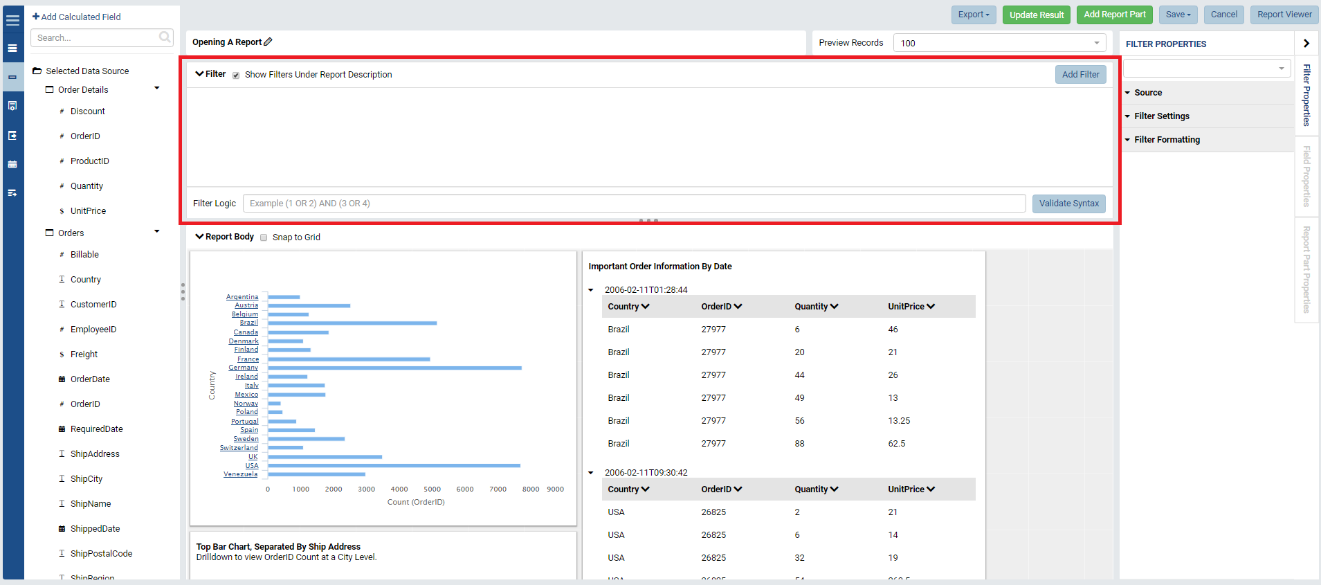 Add Calculated Field
Export
Update Result
Add Report Part
Save
Cancel
Report Viewer
Search...
Opening A Report
Preview Records
100
FILTER PROPERTIES
Selected Data Source
Order Details
# Discount
# OrderID
# ProductID
# Quantity
$ UnitPrice
Orders
# Billable
Country
CustomerID
# EmployeeID
$ Freight
OrderDate
# OrderID
RequiredDate
ShipAddress
ShipCity
ShipName
ShippedDate
ShipPostalCode
ShipRegion
Filter
Show Filters Under Report Description
Add Filter
Filter Logic
Example (1 OR 2) AND (3 OR 4)
Validate Syntax
Source
Filter Settings
Filter Formatting
Filter Properties
Field Properties
Report Part Properties
Report Body
Snap to Grid
Country
Argentina
Austria
Belgium
Brazil
Canada
Denmark
Finland
France
Germany
Ireland
Italy
Mexico
Norway
Poland
Portugal
Spain
Sweden
Switzerland
UK
USA
Venezuela
0 1000 2000 3000 4000 5000 6000 7000 8000 9000
Count (OrderID)
Top Bar Chart, Separated By Ship Address
Drilldown to view OrderID Count at a City Level.
Important Order Information By Date
2006-02-11T01:28:44
Country OrderID Quantity UnitPrice
Brazil 27977 6 46
Brazil 27977 20 21
Brazil 27977 44 26
Brazil 27977 49 13
Brazil 27977 56 13.25
Brazil 27977 88 62.5
2006-02-11T09:30:42
Country OrderID Quantity UnitPrice
USA 26825 2 21
USA 26825 6 14
USA 26825 32 19